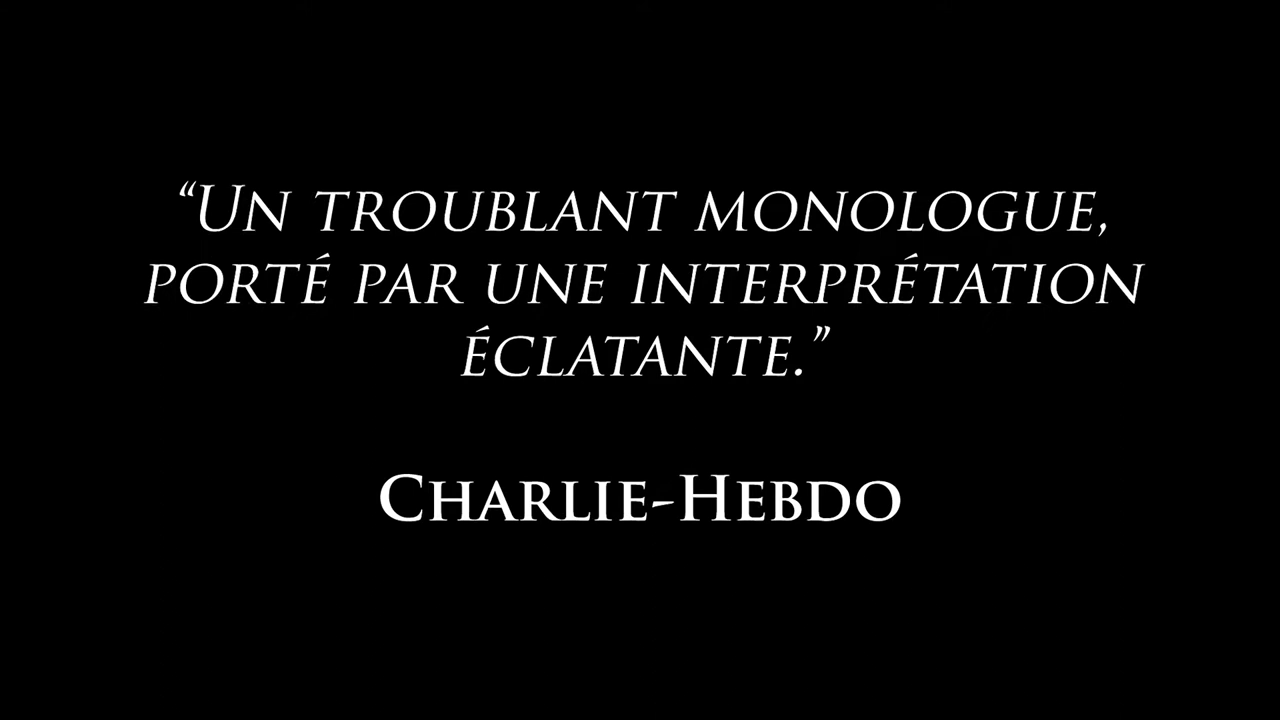 “Un troublant monologue,
porté par une interprétation
éclatante.”
Charlie-Hebdo